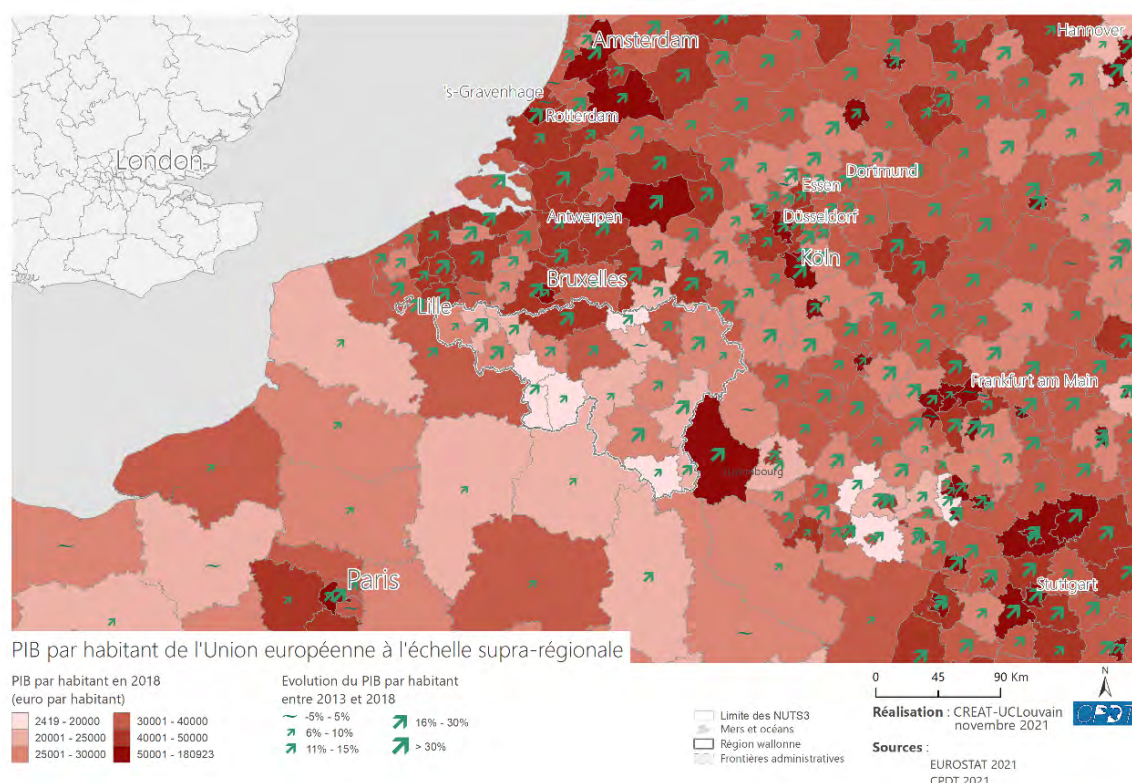 Amsterdam
Hannover
's-Gravenhage
Rotterdam
London
Dortmund
Essen
Antwerpen
Düsseldorf
Köln
Bruxelles
Lille
Frankfurt am Main
Luxembourg
Paris
Stuttgart
PIB par habitant de l'Union européenne à l'échelle supra-régionale
PIB par habitant en 2018
(euro par habitant)
2419 - 20000
20001 - 25000
25001 - 30000
30001 - 40000
40001 - 50000
50001 - 180923
Evolution du PIB par habitant
entre 2013 et 2018
-5% - 5%
6% - 10%
11% - 15%
16% - 30%
> 30%
Limite des NUTS3
Mers et océans
Région wallonne
Frontières administratives
0 45 90 Km
N
Réalisation : CREAT-UCLouvain
novembre 2021
CPDT
Sources :
EUROSTAT 2021
CPDT 2021